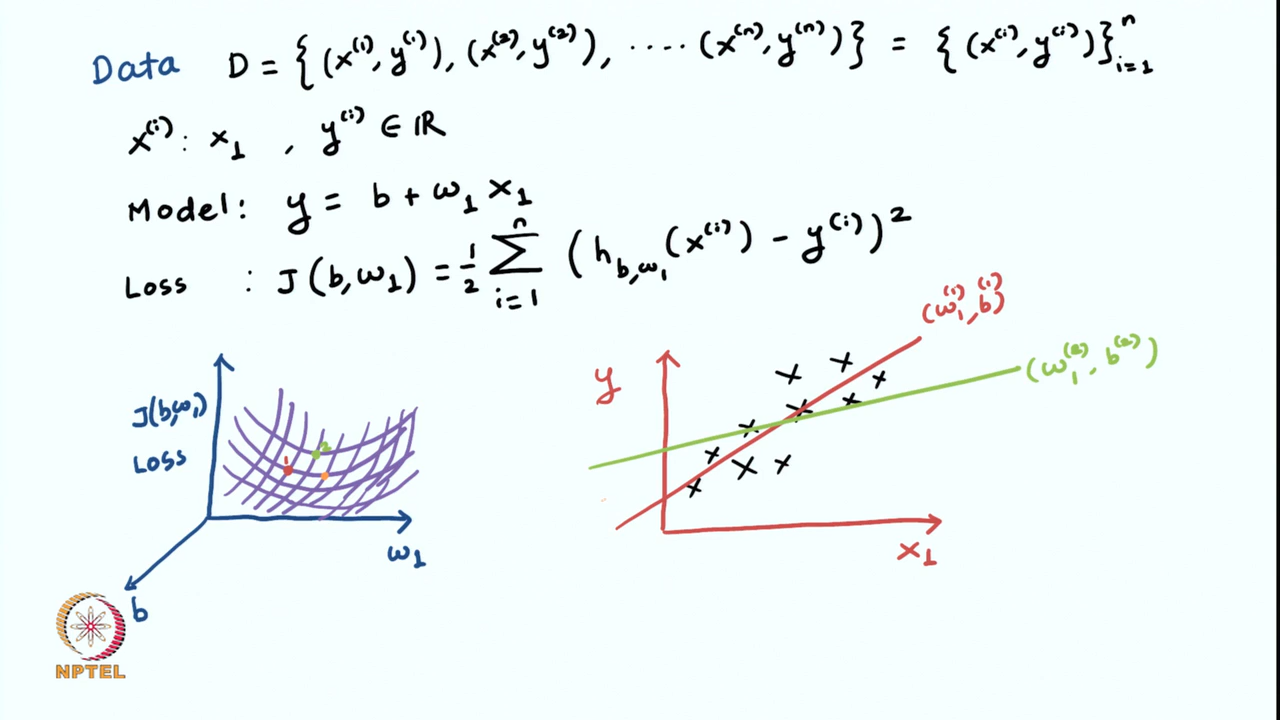 Data D = { (x^(1), y^(1)), (x^(2), y^(2)), .... (x^(n), y^(n)) } = { (x^(i), y^(i)) }_{i=1}^n
x^(i) : x_1 , y^(i) ∈ ℝ
Model: y = b + ω_1 x_1
Loss : J(b, ω_1) = 1/2 Σ_{i=1}^n (h_{b,ω_1}(x^(i)) - y^(i))^2
(ω_1^(1), b^(1))
(ω_1^(2), b^(2))
y
J(b,ω_1)
Loss
1
2
ω_1
x_1
b
NPTEL